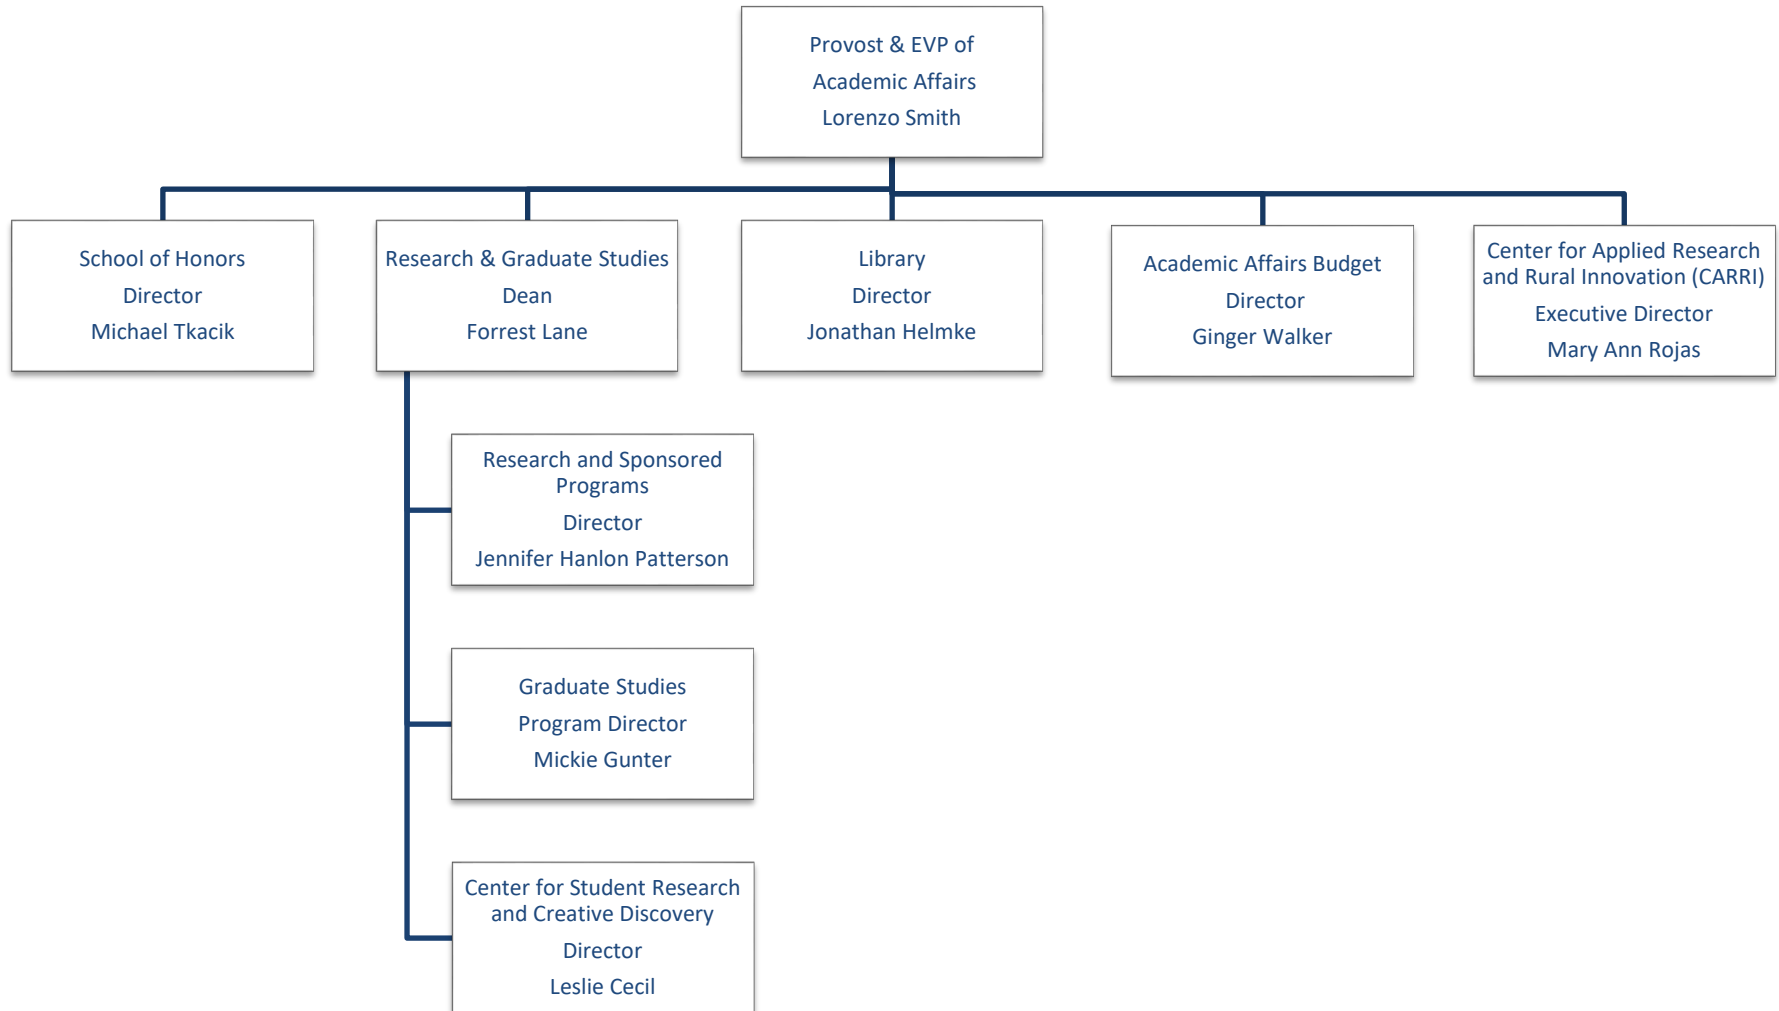 Provost & EVP of
Academic Affairs
Lorenzo Smith
School of Honors
Director
Michael Tkacik
Research & Graduate Studies
Dean
Forrest Lane
Library
Director
Jonathan Helmke
Academic Affairs Budget
Director
Ginger Walker
Center for Applied Research
and Rural Innovation (CARRI)
Executive Director
Mary Ann Rojas
Research and Sponsored
Programs
Director
Jennifer Hanlon Patterson
Graduate Studies
Program Director
Mickie Gunter
Center for Student Research
and Creative Discovery
Director
Leslie Cecil